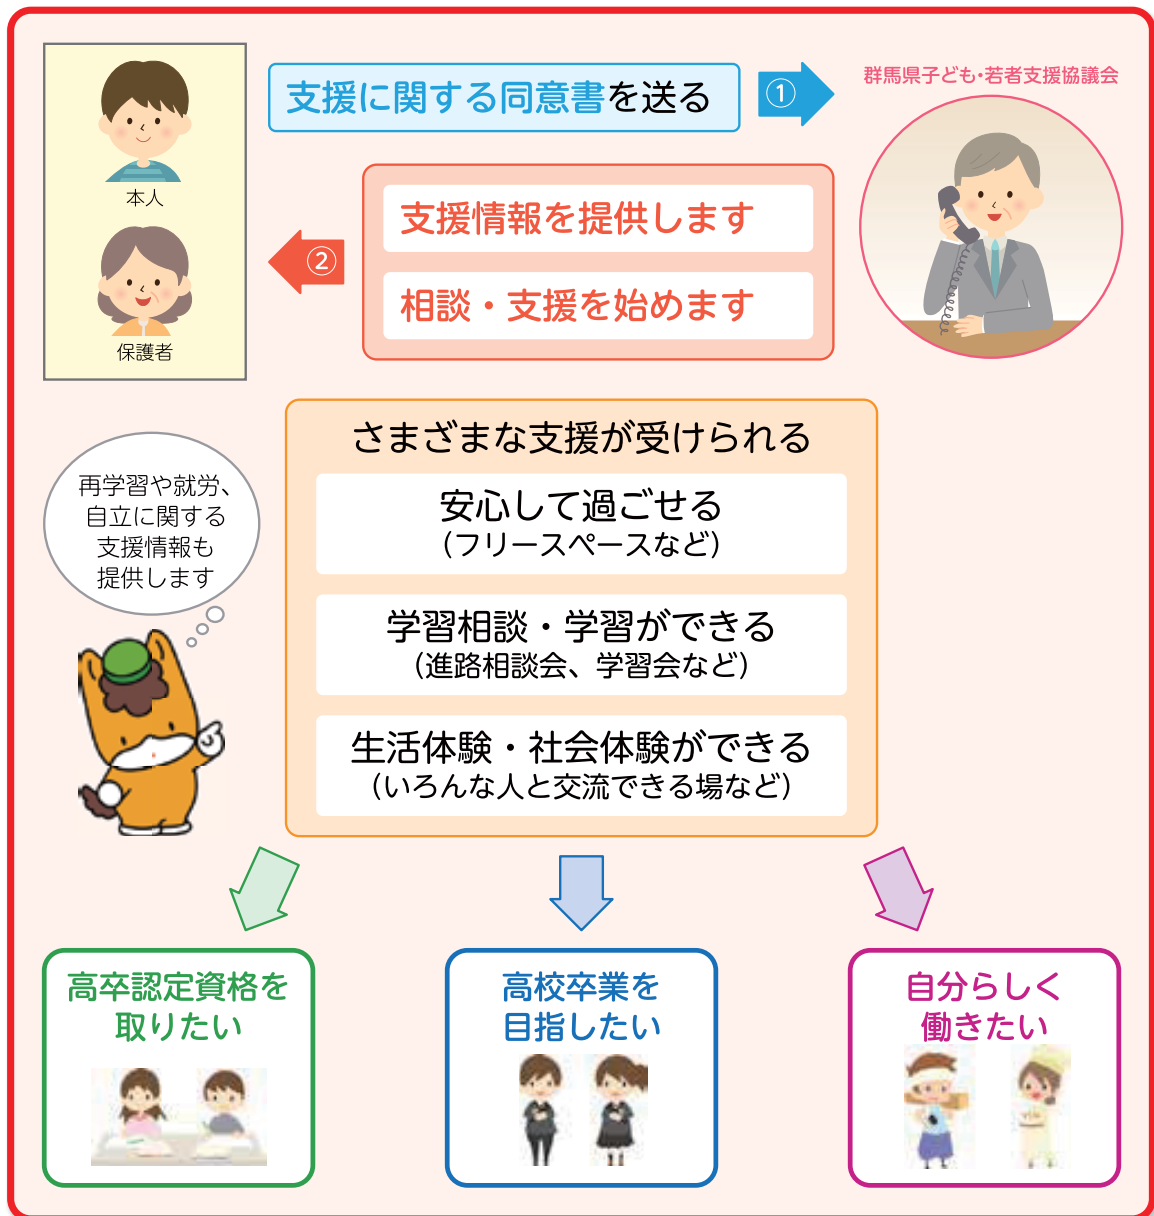 支援に関する同意書を送る
①
群馬県子ども・若者支援協議会
本人
保護者
②
支援情報を提供します
相談・支援を始めます
さまざまな支援が受けられる
安心して過ごせる
（フリースペースなど）
学習相談・学習ができる
（進路相談会、学習会など）
生活体験・社会体験ができる
（いろんな人と交流できる場など）
再学習や就労、
自立に関する
支援情報も
提供します
高卒認定資格を
取りたい
高校卒業を
目指したい
自分らしく
働きたい